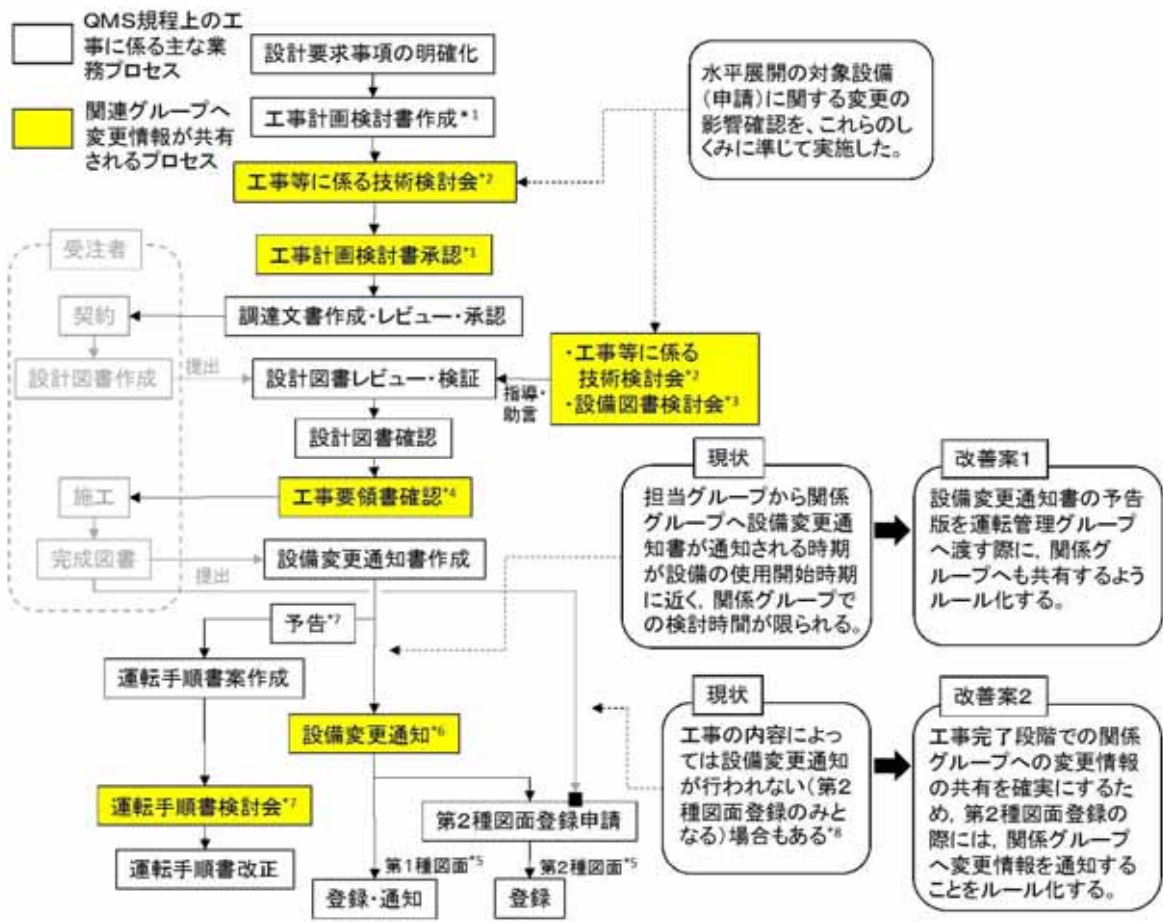 QMS規程上の工
事に係る主な業
務プロセス
関連グループへ
変更情報が共有
されるプロセス
設計要求事項の明確化
工事計画検討書作成*1
工事等に係る技術検討会*2
工事計画検討書承認*1
調達文書作成・レビュー・承認
水平展開の対象設備
(申請)に関する変更の
影響確認を、これらのし
くみに準じて実施した。
受注者
契約
設計図書作成
提出
設計図書レビュー・検証
指導・
助言
・工事等に係る
技術検討会*2
・設備図書検討会*3
設計図書確認
工事要領書確認*4
施工
完成図書
提出
設備変更通知書作成
予告*7
運転手順書案作成
設備変更通知*6
運転手順書検討会*7
運転手順書改正
第2種図面登録申請
第1種図面*5
第2種図面*5
登録・通知
登録
現状
担当グループから関係
グループへ設備変更通
知書が通知される時期
が設備の使用開始時期
に近く，関係グループで
の検討時間が限られる。
改善案1
設備変更通知書の予告
版を運転管理グループ
へ渡す際に，関係グ
ループへも共有するよう
ルール化する。
現状
工事の内容によっ
ては設備変更通知
が行われない(第2
種図面登録のみと
なる)場合もある*8
改善案2
工事完了段階での関係
グループへの変更情報
の共有を確実にするた
め，第2種図面登録の
際には，関係グループ
へ変更情報を通知する
ことをルール化する。